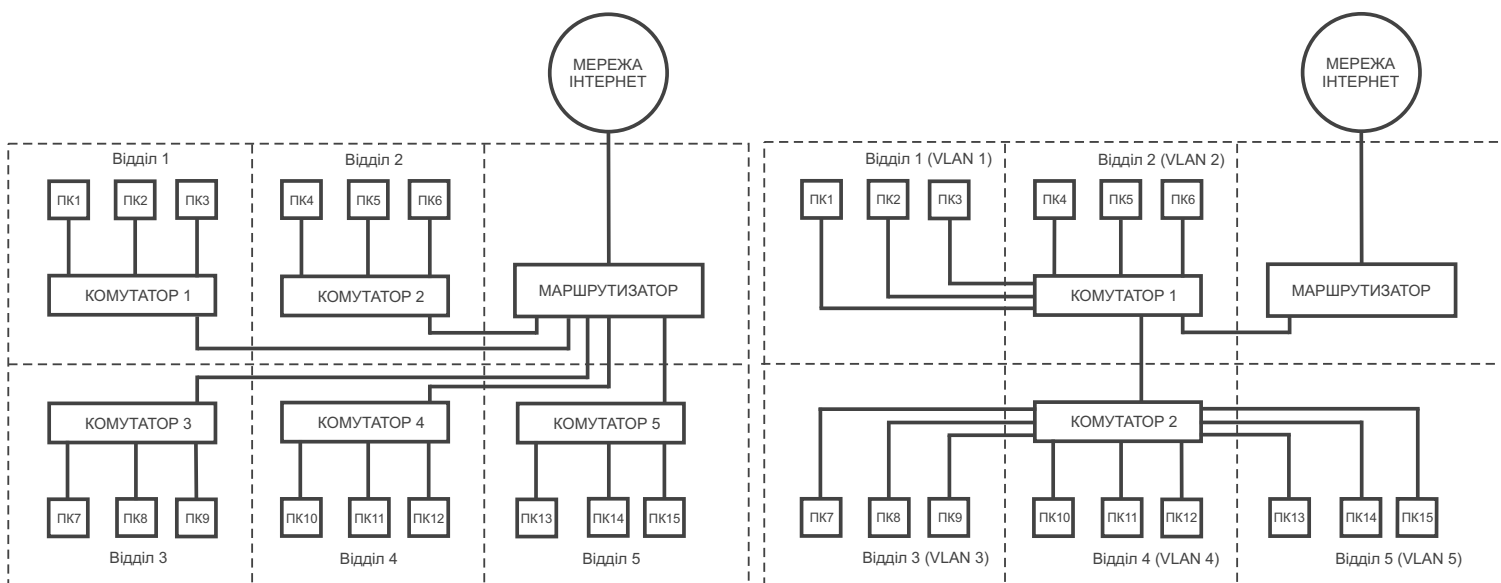 МЕРЕЖА
ІНТЕРНЕТ
Відділ 1
Відділ 2
ПК1
ПК2
ПК3
ПК4
ПК5
ПК6
КОМУТАТОР 1
КОМУТАТОР 2
МАРШРУТИЗАТОР
КОМУТАТОР 3
КОМУТАТОР 4
КОМУТАТОР 5
ПК7
ПК8
ПК9
ПК10
ПК11
ПК12
ПК13
ПК14
ПК15
Відділ 3
Відділ 4
Відділ 5
МЕРЕЖА
ІНТЕРНЕТ
Відділ 1 (VLAN 1)
Відділ 2 (VLAN 2)
ПК1
ПК2
ПК3
ПК4
ПК5
ПК6
КОМУТАТОР 1
МАРШРУТИЗАТОР
КОМУТАТОР 2
ПК7
ПК8
ПК9
ПК10
ПК11
ПК12
ПК13
ПК14
ПК15
Відділ 3 (VLAN 3)
Відділ 4 (VLAN 4)
Відділ 5 (VLAN 5)